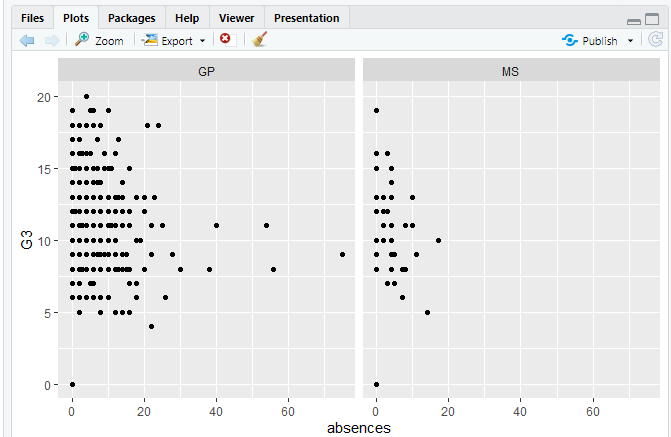 Files Plots Packages Help Viewer Presentation
Zoom Export Publish
GP MS
20
15
G3
10
5
0
0 20 40 60 0 20 40 60
absences